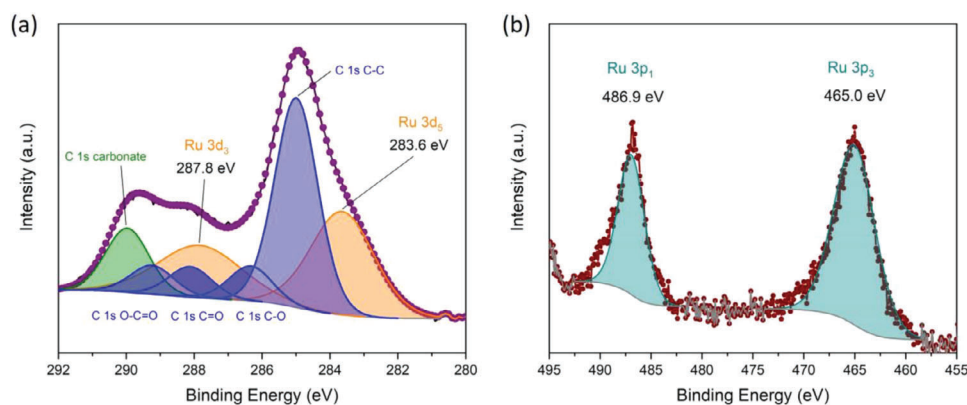 (a)
Intensity (a.u.)
C 1s carbonate
Ru 3d₃
287.8 eV
C 1s C-C
Ru 3d₅
283.6 eV
C 1s O-C=O
C 1s C=O
C 1s C-O
292
290
288
286
284
282
280
Binding Energy (eV)
(b)
Intensity (a.u.)
Ru 3p₁
486.9 eV
Ru 3p₃
465.0 eV
495
490
485
480
475
470
465
460
455
Binding Energy (eV)